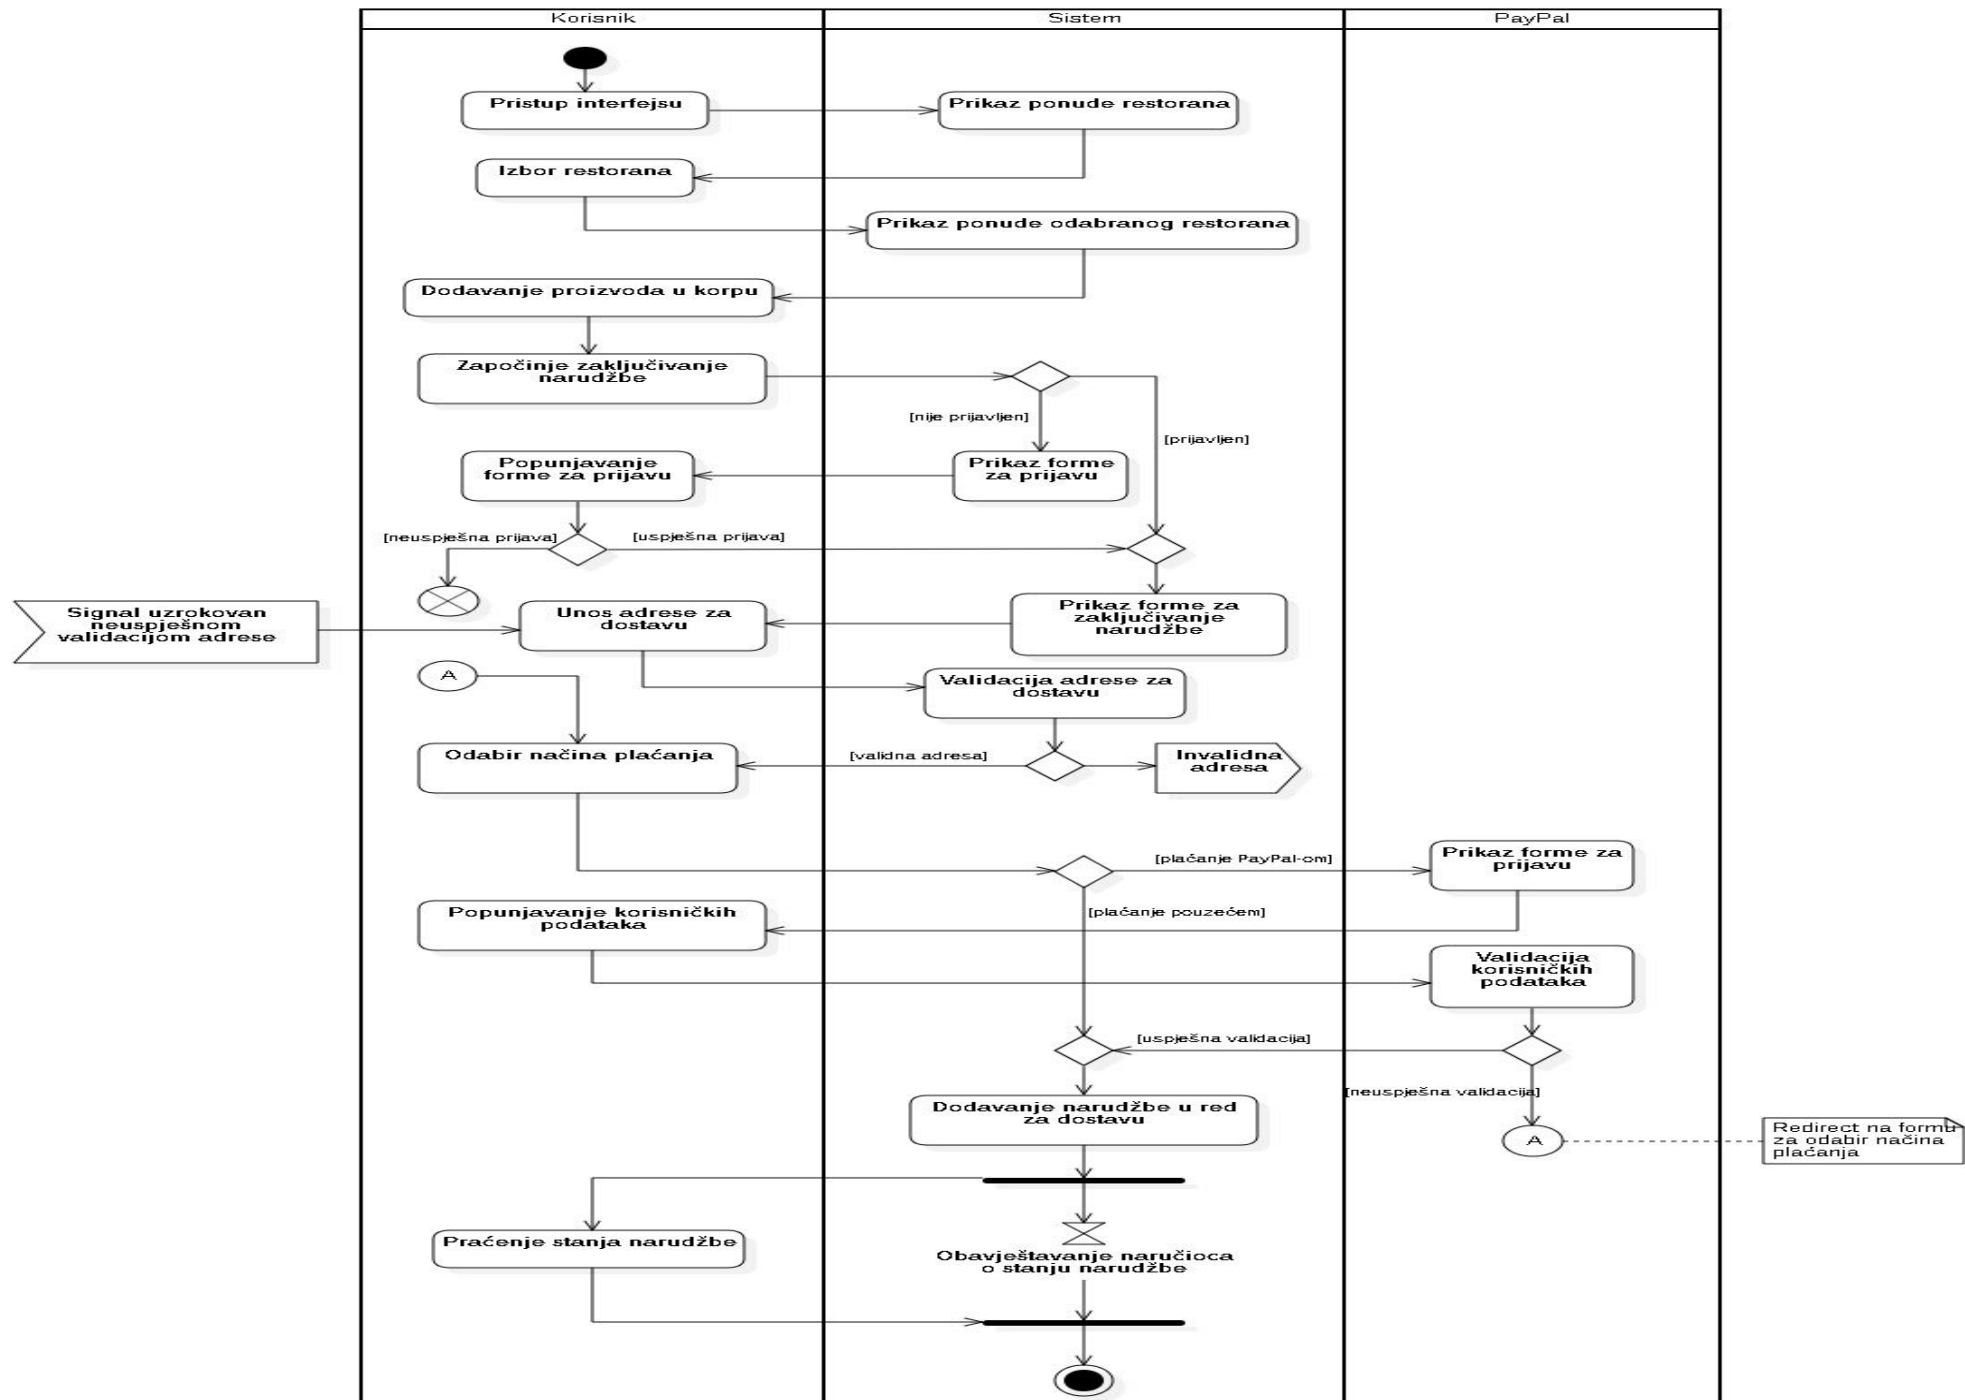 Korisnik
Sistem
PayPal
Pristup interfejsu
Prikaz ponude restorana
Izbor restorana
Prikaz ponude odabranog restorana
Dodavanje proizvoda u korpu
Započinje zaključivanje
narudžbe
[nije prijavljen]
[prijavljen]
Popunjavanje
forme za prijavu
Prikaz forme
za prijavu
[neuspješna prijava]
[uspješna prijava]
Signal uzrokovan
neuspješnom
validacijom adrese
Unos adrese za
dostavu
Prikaz forme za
zaključivanje
narudžbe
A
Validacija adrese za
dostavu
Odabir načina plaćanja
[validna adresa]
Invalidna
adresa
[plaćanje PayPal-om]
Prikaz forme za
prijavu
Popunjavanje korisničkih
podataka
[plaćanje pouzećem]
Validacija
korisničkih
podataka
[uspješna validacija]
[neuspješna validacija]
Dodavanje narudžbe u red
za dostavu
A
Redirect na formu
za odabir načina
plaćanja
Praćenje stanja narudžbe
Obavještavanje naručioca
o stanju narudžbe